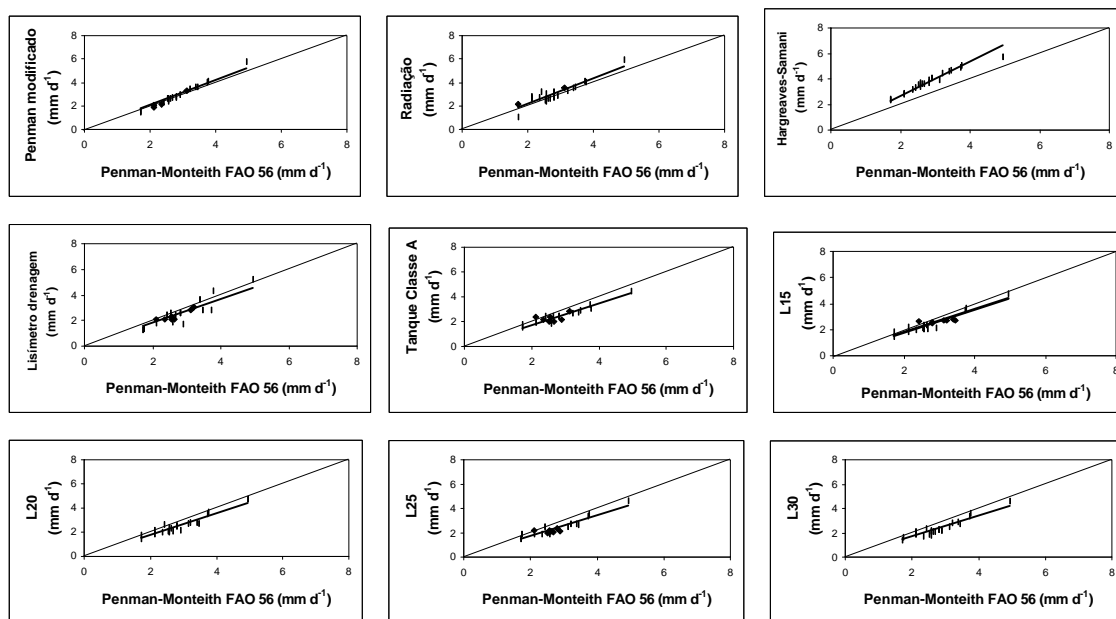 Penman modificado
(mm d-1)
8
6
4
2
0
0 2 4 6 8
Penman-Monteith FAO 56 (mm d-1)
Radiação
(mm d-1)
8
6
4
2
0
0 2 4 6 8
Penman-Monteith FAO 56 (mm d-1)
Hargreaves-Samani
(mm d-1)
8
6
4
2
0
0 2 4 6 8
Penman-Monteith FAO 56 (mm d-1)
Lisímetro drenagem
(mm d-1)
8
6
4
2
0
0 2 4 6 8
Penman-Monteith FAO 56 (mm d-1)
Tanque Classe A
(mm d-1)
8
6
4
2
0
0 2 4 6 8
Penman-Monteith FAO 56 (mm d-1)
L15
(mm d-1)
8
6
4
2
0
0 2 4 6 8
Penman-Monteith FAO 56 (mm d-1)
L20
(mm d-1)
8
6
4
2
0
0 2 4 6 8
Penman-Monteith FAO 56 (mm d-1)
L25
(mm d-1)
8
6
4
2
0
0 2 4 6 8
Penman-Monteith FAO 56 (mm d-1)
L30
(mm d-1)
8
6
4
2
0
0 2 4 6 8
Penman-Monteith FAO 56 (mm d-1)